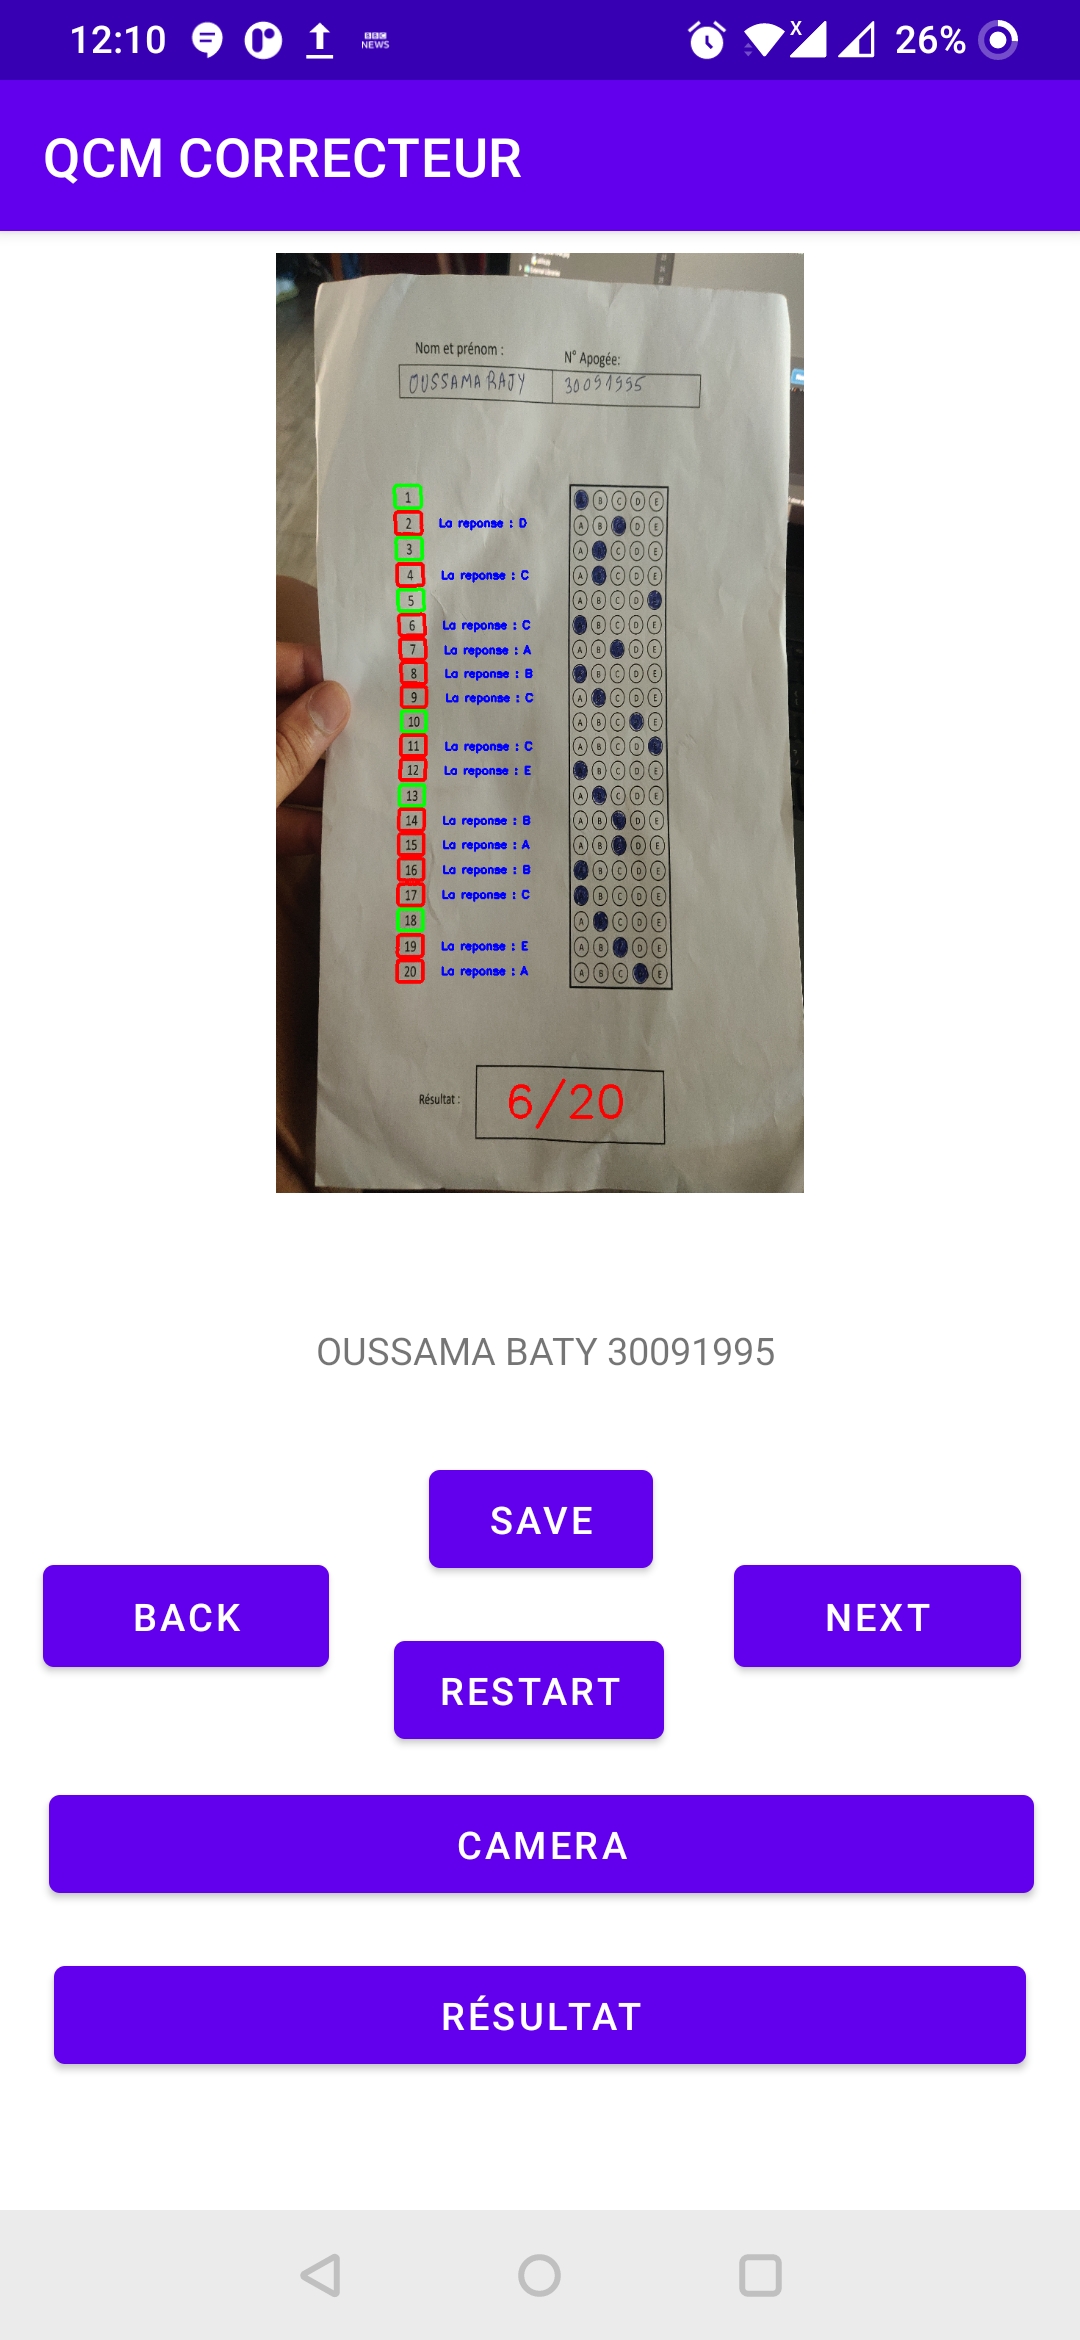 12:10 BBC NEWS X 26%
QCM CORRECTEUR
Nom et prénom : N° Apogée:
OUSSAMA RAJY 30091995
1 B C D E
2 La reponse : D A B D E
3 A C D E
4 La reponse : C A C D E
5 A B C D
6 La reponse : C B C D E
7 La reponse : A A B D E
8 La reponse : B B C D E
9 La reponse : C A C D E
10 A B C E
11 La reponse : C A B C D
12 La reponse : E B C D E
13 A C D E
14 La reponse : B A B D E
15 La reponse : A A B D E
16 La reponse : B B C D E
17 La reponse : C B C D E
18 A C D E
19 La reponse : E A B D E
20 La reponse : A A B C E
Résultat : 6/20
OUSSAMA BATY 30091995
SAVE
BACK NEXT
RESTART
CAMERA
RÉSULTAT